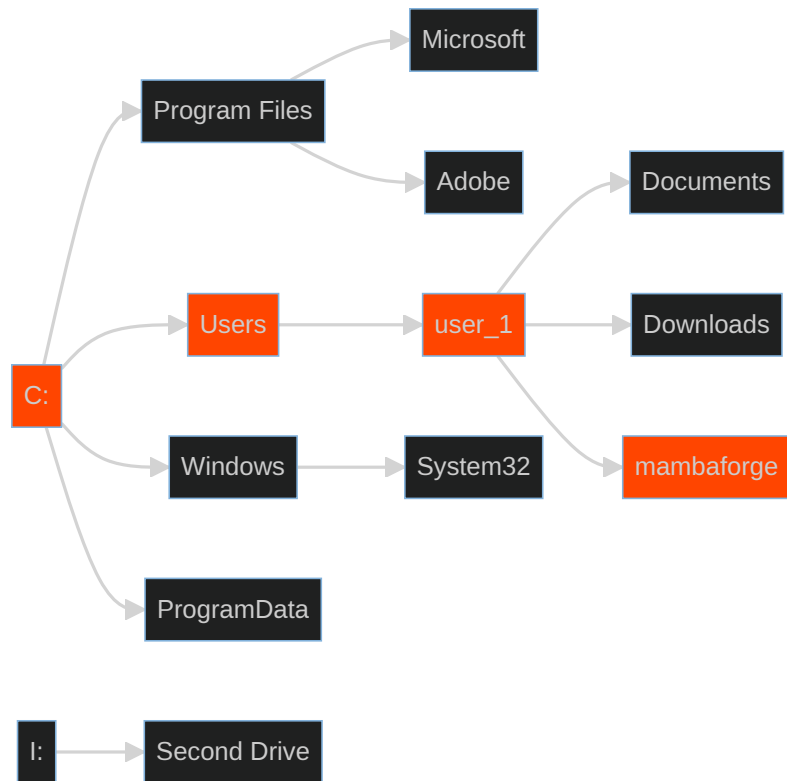 Microsoft
Program Files
Adobe
Documents
Users
user_1
Downloads
C:
Windows
System32
mambaforge
ProgramData
I:
Second Drive